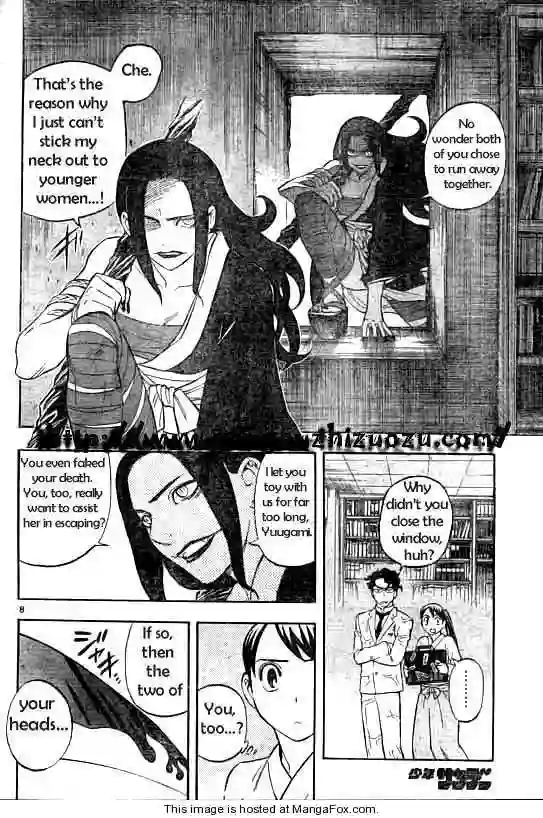 No
wonder both
of you chose
to run away
together.
Che.
That's the
reason why
I just can't
stick my
neck out to
younger
women...!
Why
didn't you
close the
window,
huh?
........
I let you
toy with
us for far
too long,
Yuugami.
You even faked
your death.
You, too, really
want to assist
her in escaping?
8
You,
too...?
If so,
then
the
two of
your
heads...
This image is hosted at MangaFox.com.